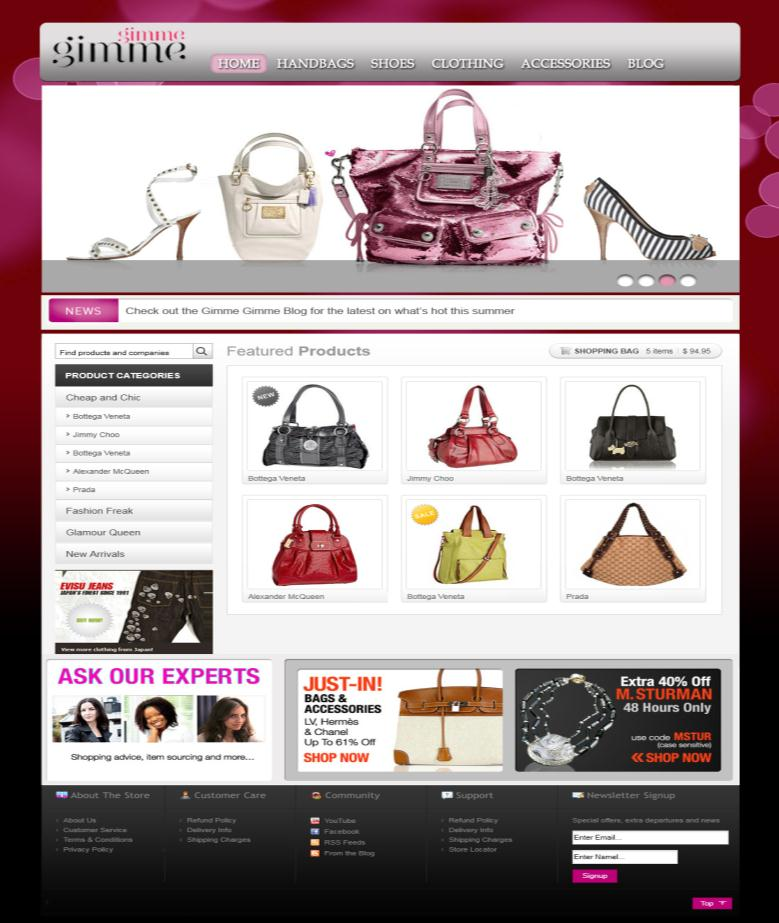 gimme
gimme
HOME HANDBAGS SHOES CLOTHING ACCESSORIES BLOG
NEWS Check out the Gimme Gimme Blog for the latest on what's hot this summer
Find products and companies
Featured Products
SHOPPING BAG 5 items $ 94.95
PRODUCT CATEGORIES
Cheap and Chic
> Bottega Veneta
> Jimmy Choo
> Bottega Veneta
> Alexander McQueen
> Prada
Fashion Freak
Glamour Queen
New Arrivals
NEW
Bottega Veneta
Jimmy Choo
Bottega Veneta
Alexander McQueen
SALE
Bottega Veneta
Prada
EVISU JEANS
JAPAN'S FINEST SINCE 1991
BUY NOW!
View more clothing from Japan!
ASK OUR EXPERTS
Shopping advice, item sourcing and more...
JUST-IN!
BAGS &
ACCESSORIES
LV, Hermès
& Chanel
Up To 61% Off
SHOP NOW
Extra 40% Off
M.STURMAN
48 Hours Only
use code MSTUR
(case sensitive)
«SHOP NOW
About The Store
About Us
Customer Service
Terms & Conditions
Privacy Policy
Customer Care
Refund Policy
Delivery Info
Shipping Charges
Community
YouTube
Facebook
RSS Feeds
From the Blog
Support
Refund Policy
Delivery Info
Shipping Charges
Store Locator
Newsletter Signup
Special offers, extra departures and news
Enter Email...
Enter Namel...
Signup
Top